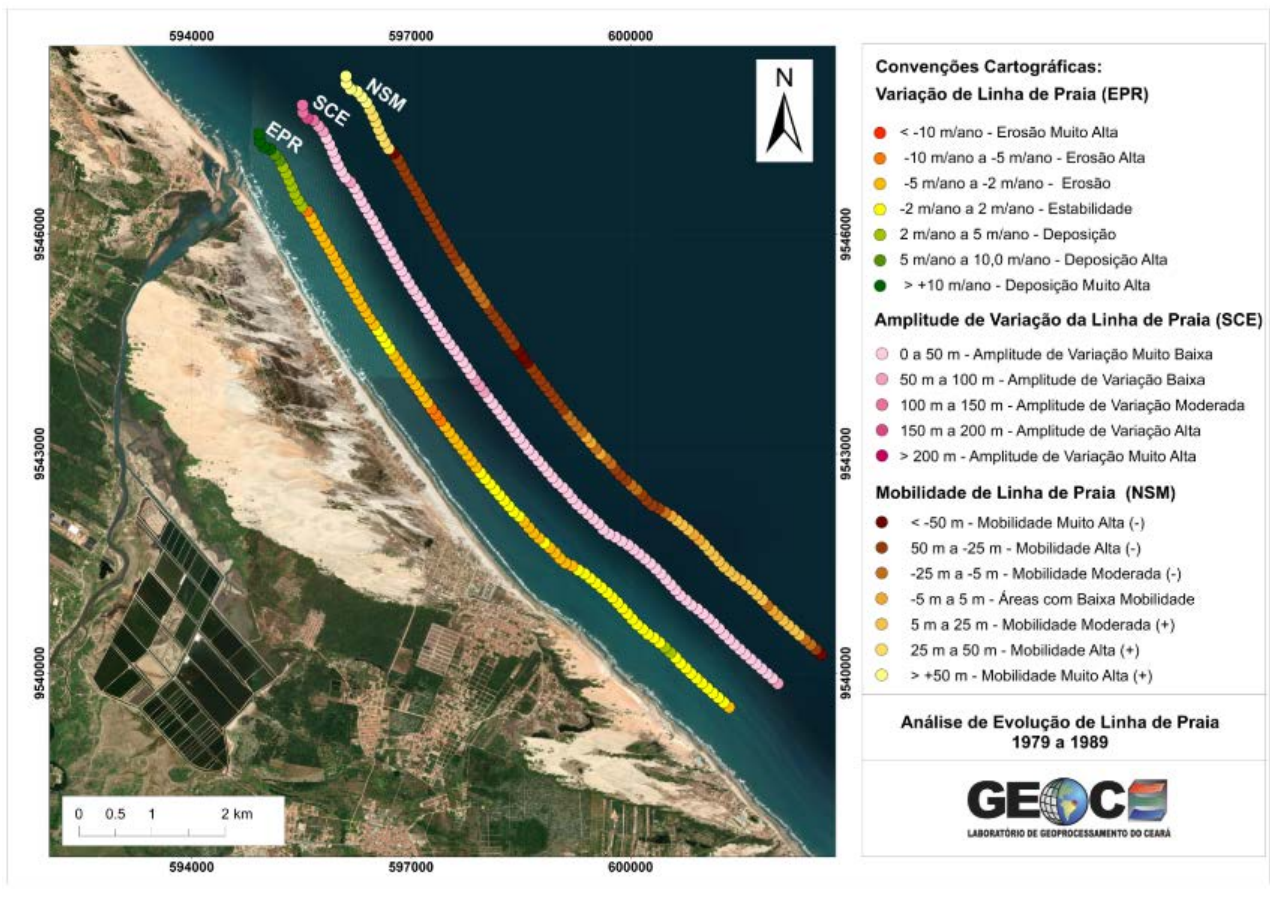 594000 597000 600000
9546000
9543000
9540000
9546000
9543000
9540000
NSM
SCE
EPR
N
0 0.5 1 2 km
594000 597000 600000
Convenções Cartográficas:
Variação de Linha de Praia (EPR)
< -10 m/ano - Erosão Muito Alta
-10 m/ano a -5 m/ano - Erosão Alta
-5 m/ano a -2 m/ano - Erosão
-2 m/ano a 2 m/ano - Estabilidade
2 m/ano a 5 m/ano - Deposição
5 m/ano a 10,0 m/ano - Deposição Alta
> +10 m/ano - Deposição Muito Alta
Amplitude de Variação da Linha de Praia (SCE)
0 a 50 m - Amplitude de Variação Muito Baixa
50 m a 100 m - Amplitude de Variação Baixa
100 m a 150 m - Amplitude de Variação Moderada
150 m a 200 m - Amplitude de Variação Alta
> 200 m - Amplitude de Variação Muito Alta
Mobilidade de Linha de Praia (NSM)
< -50 m - Mobilidade Muito Alta (-)
50 m a -25 m - Mobilidade Alta (-)
-25 m a -5 m - Mobilidade Moderada (-)
-5 m a 5 m - Áreas com Baixa Mobilidade
5 m a 25 m - Mobilidade Moderada (+)
25 m a 50 m - Mobilidade Alta (+)
> +50 m - Mobilidade Muito Alta (+)
Análise de Evolução de Linha de Praia
1979 a 1989
GEOCE
LABORATÓRIO DE GEOPROCESSAMENTO DO CEARÁ